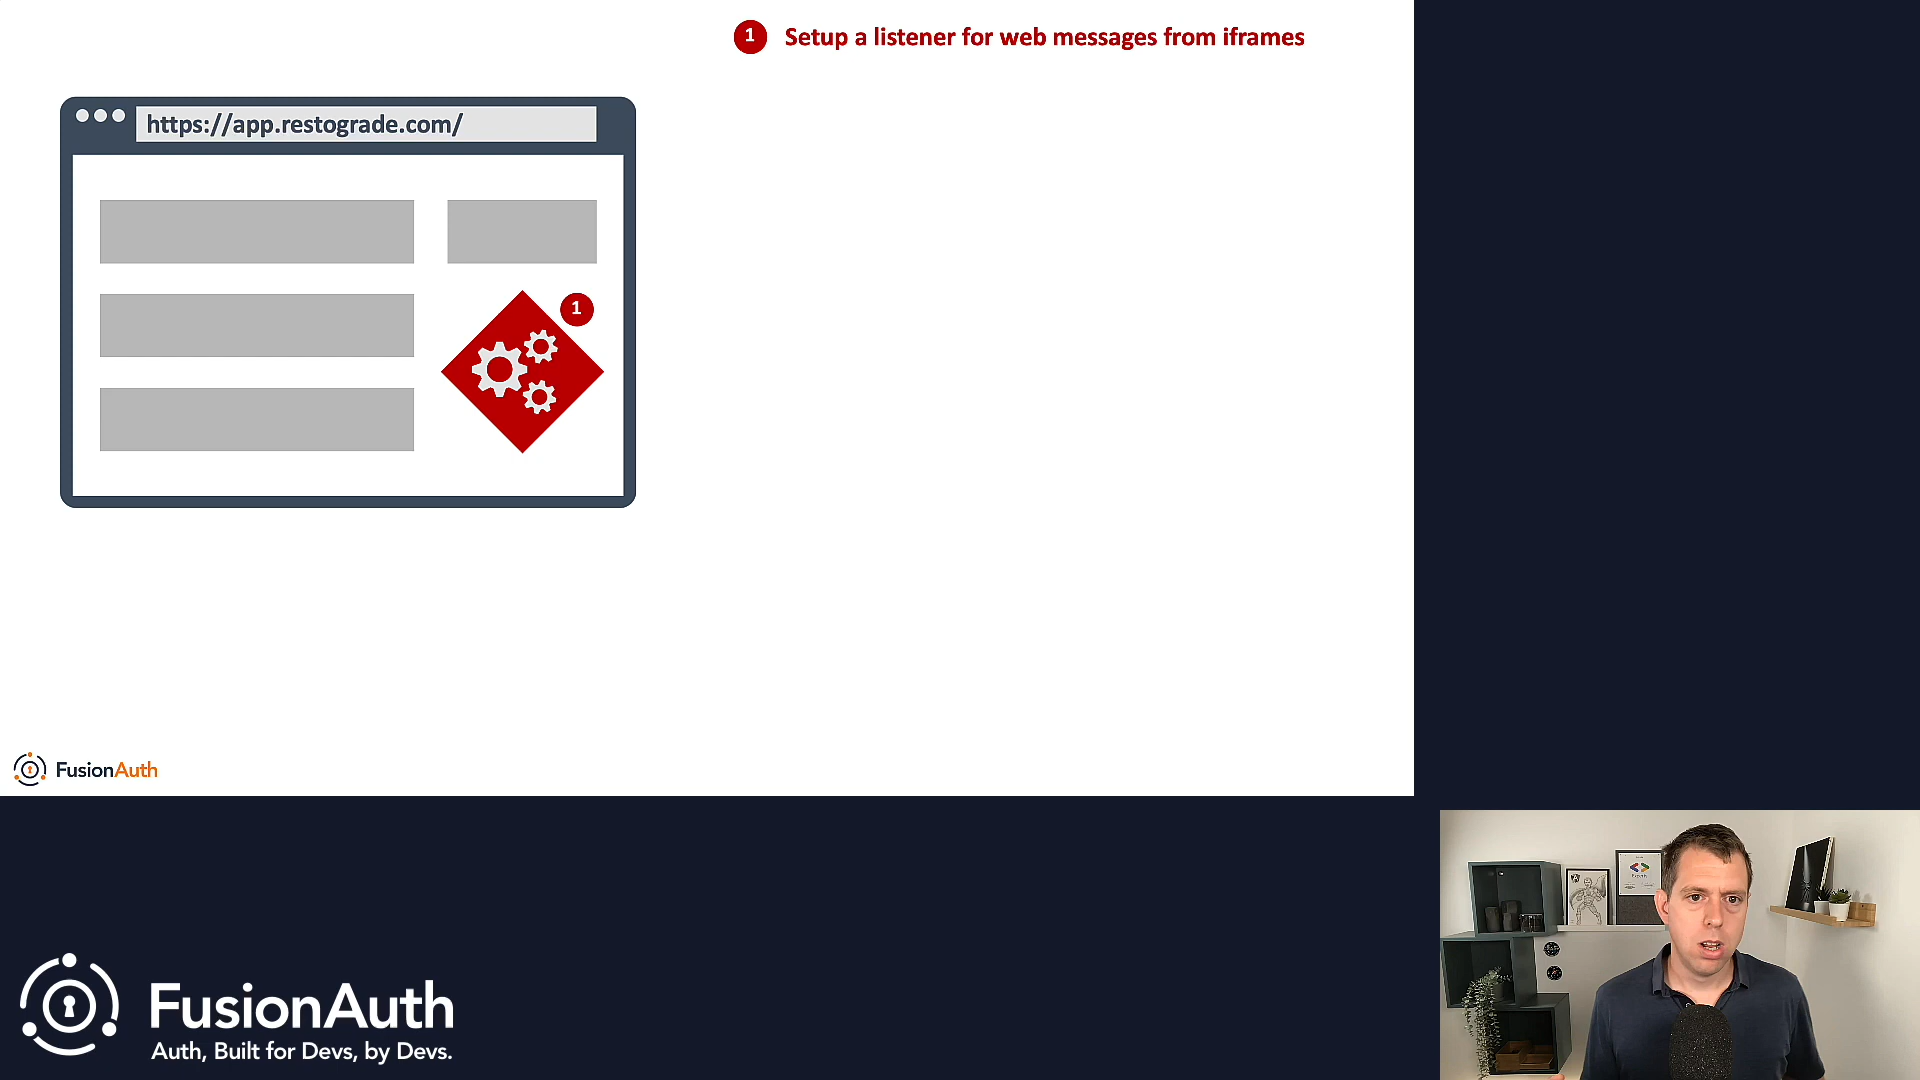 1 Setup a listener for web messages from iframes
https://app.restograde.com/
1
FusionAuth
FusionAuth
Auth, Built for Devs, by Devs.